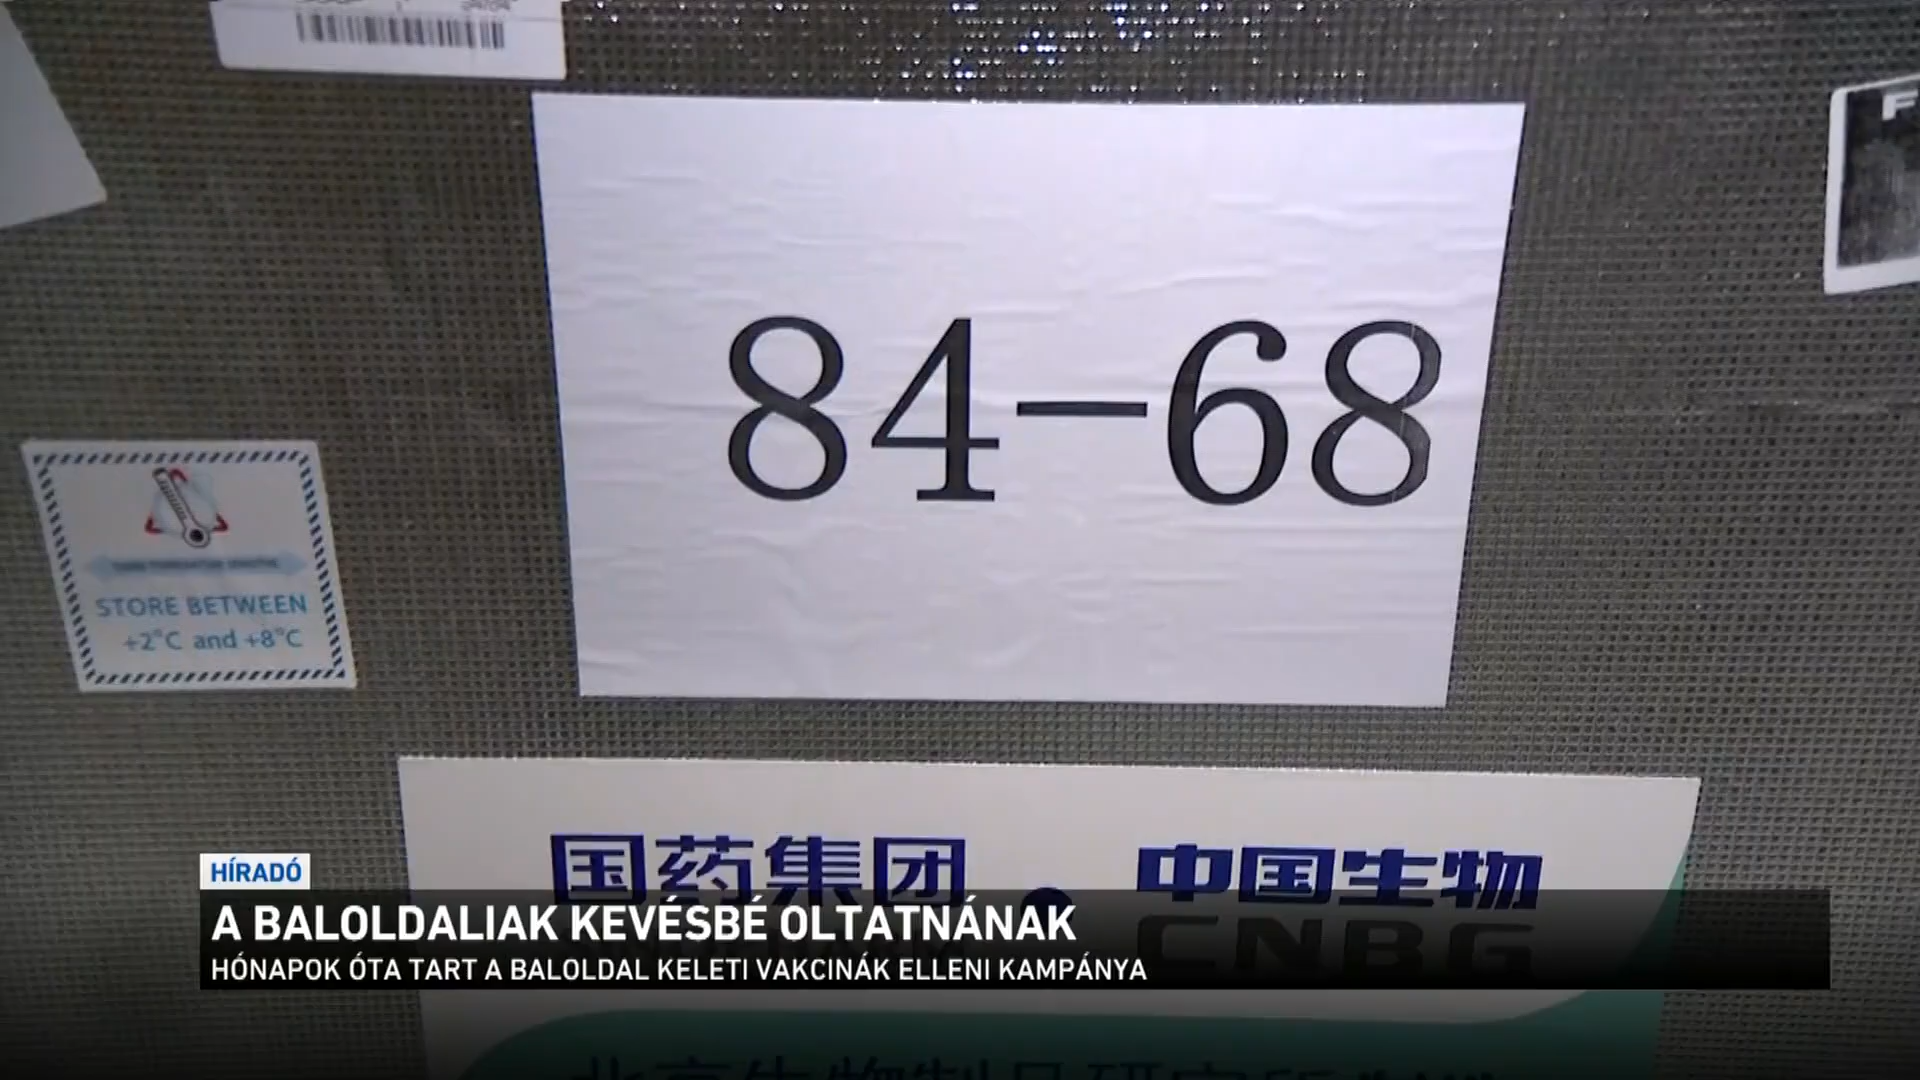 F
84-68
STORE BETWEEN
+2°C and +8°C
国药集团 · 中国生物
CNBG
HÍRADÓ
A BALOLDALIAK KEVÉSBÉ OLTATNÁNAK
HÓNAPOK ÓTA TART A BALOLDAL KELETI VAKCINÁK ELLENI KAMPÁNYA